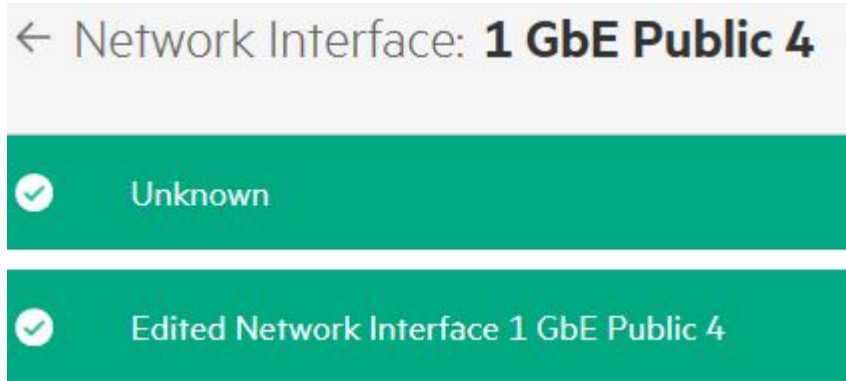 ← Network Interface: 1 GbE Public 4
Unknown
Edited Network Interface 1 GbE Public 4